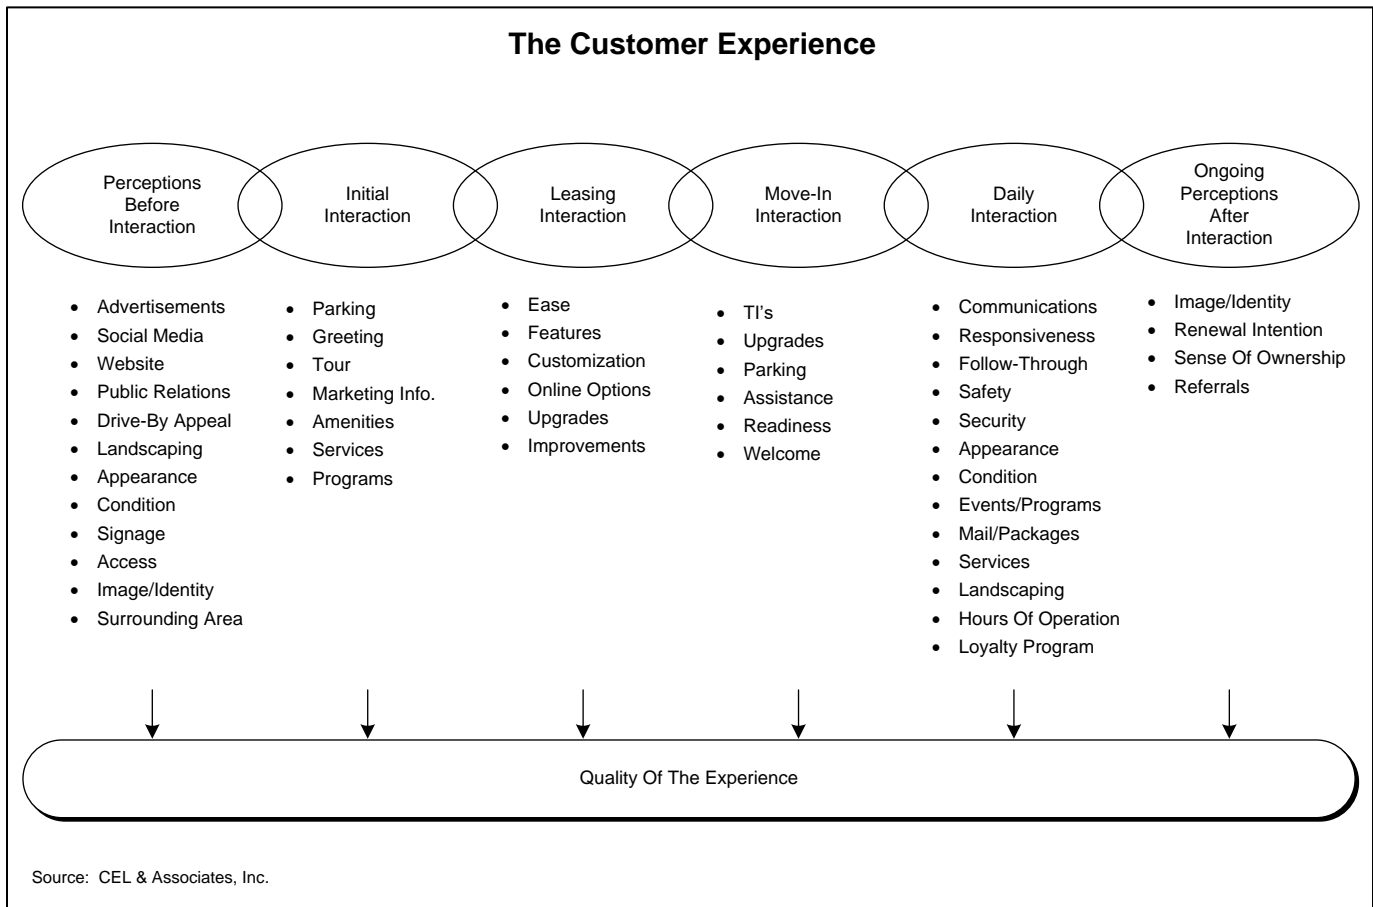 The Customer Experience
Perceptions
Before
Interaction
Initial
Interaction
Leasing
Interaction
Move-In
Interaction
Daily
Interaction
Ongoing
Perceptions
After
Interaction
• Advertisements
• Social Media
• Website
• Public Relations
• Drive-By Appeal
• Landscaping
• Appearance
• Condition
• Signage
• Access
• Image/Identity
• Surrounding Area
• Parking
• Greeting
• Tour
• Marketing Info.
• Amenities
• Services
• Programs
• Ease
• Features
• Customization
• Online Options
• Upgrades
• Improvements
• TI's
• Upgrades
• Parking
• Assistance
• Readiness
• Welcome
• Communications
• Responsiveness
• Follow-Through
• Safety
• Security
• Appearance
• Condition
• Events/Programs
• Mail/Packages
• Services
• Landscaping
• Hours Of Operation
• Loyalty Program
• Image/Identity
• Renewal Intention
• Sense Of Ownership
• Referrals
Quality Of The Experience
Source: CEL & Associates, Inc.